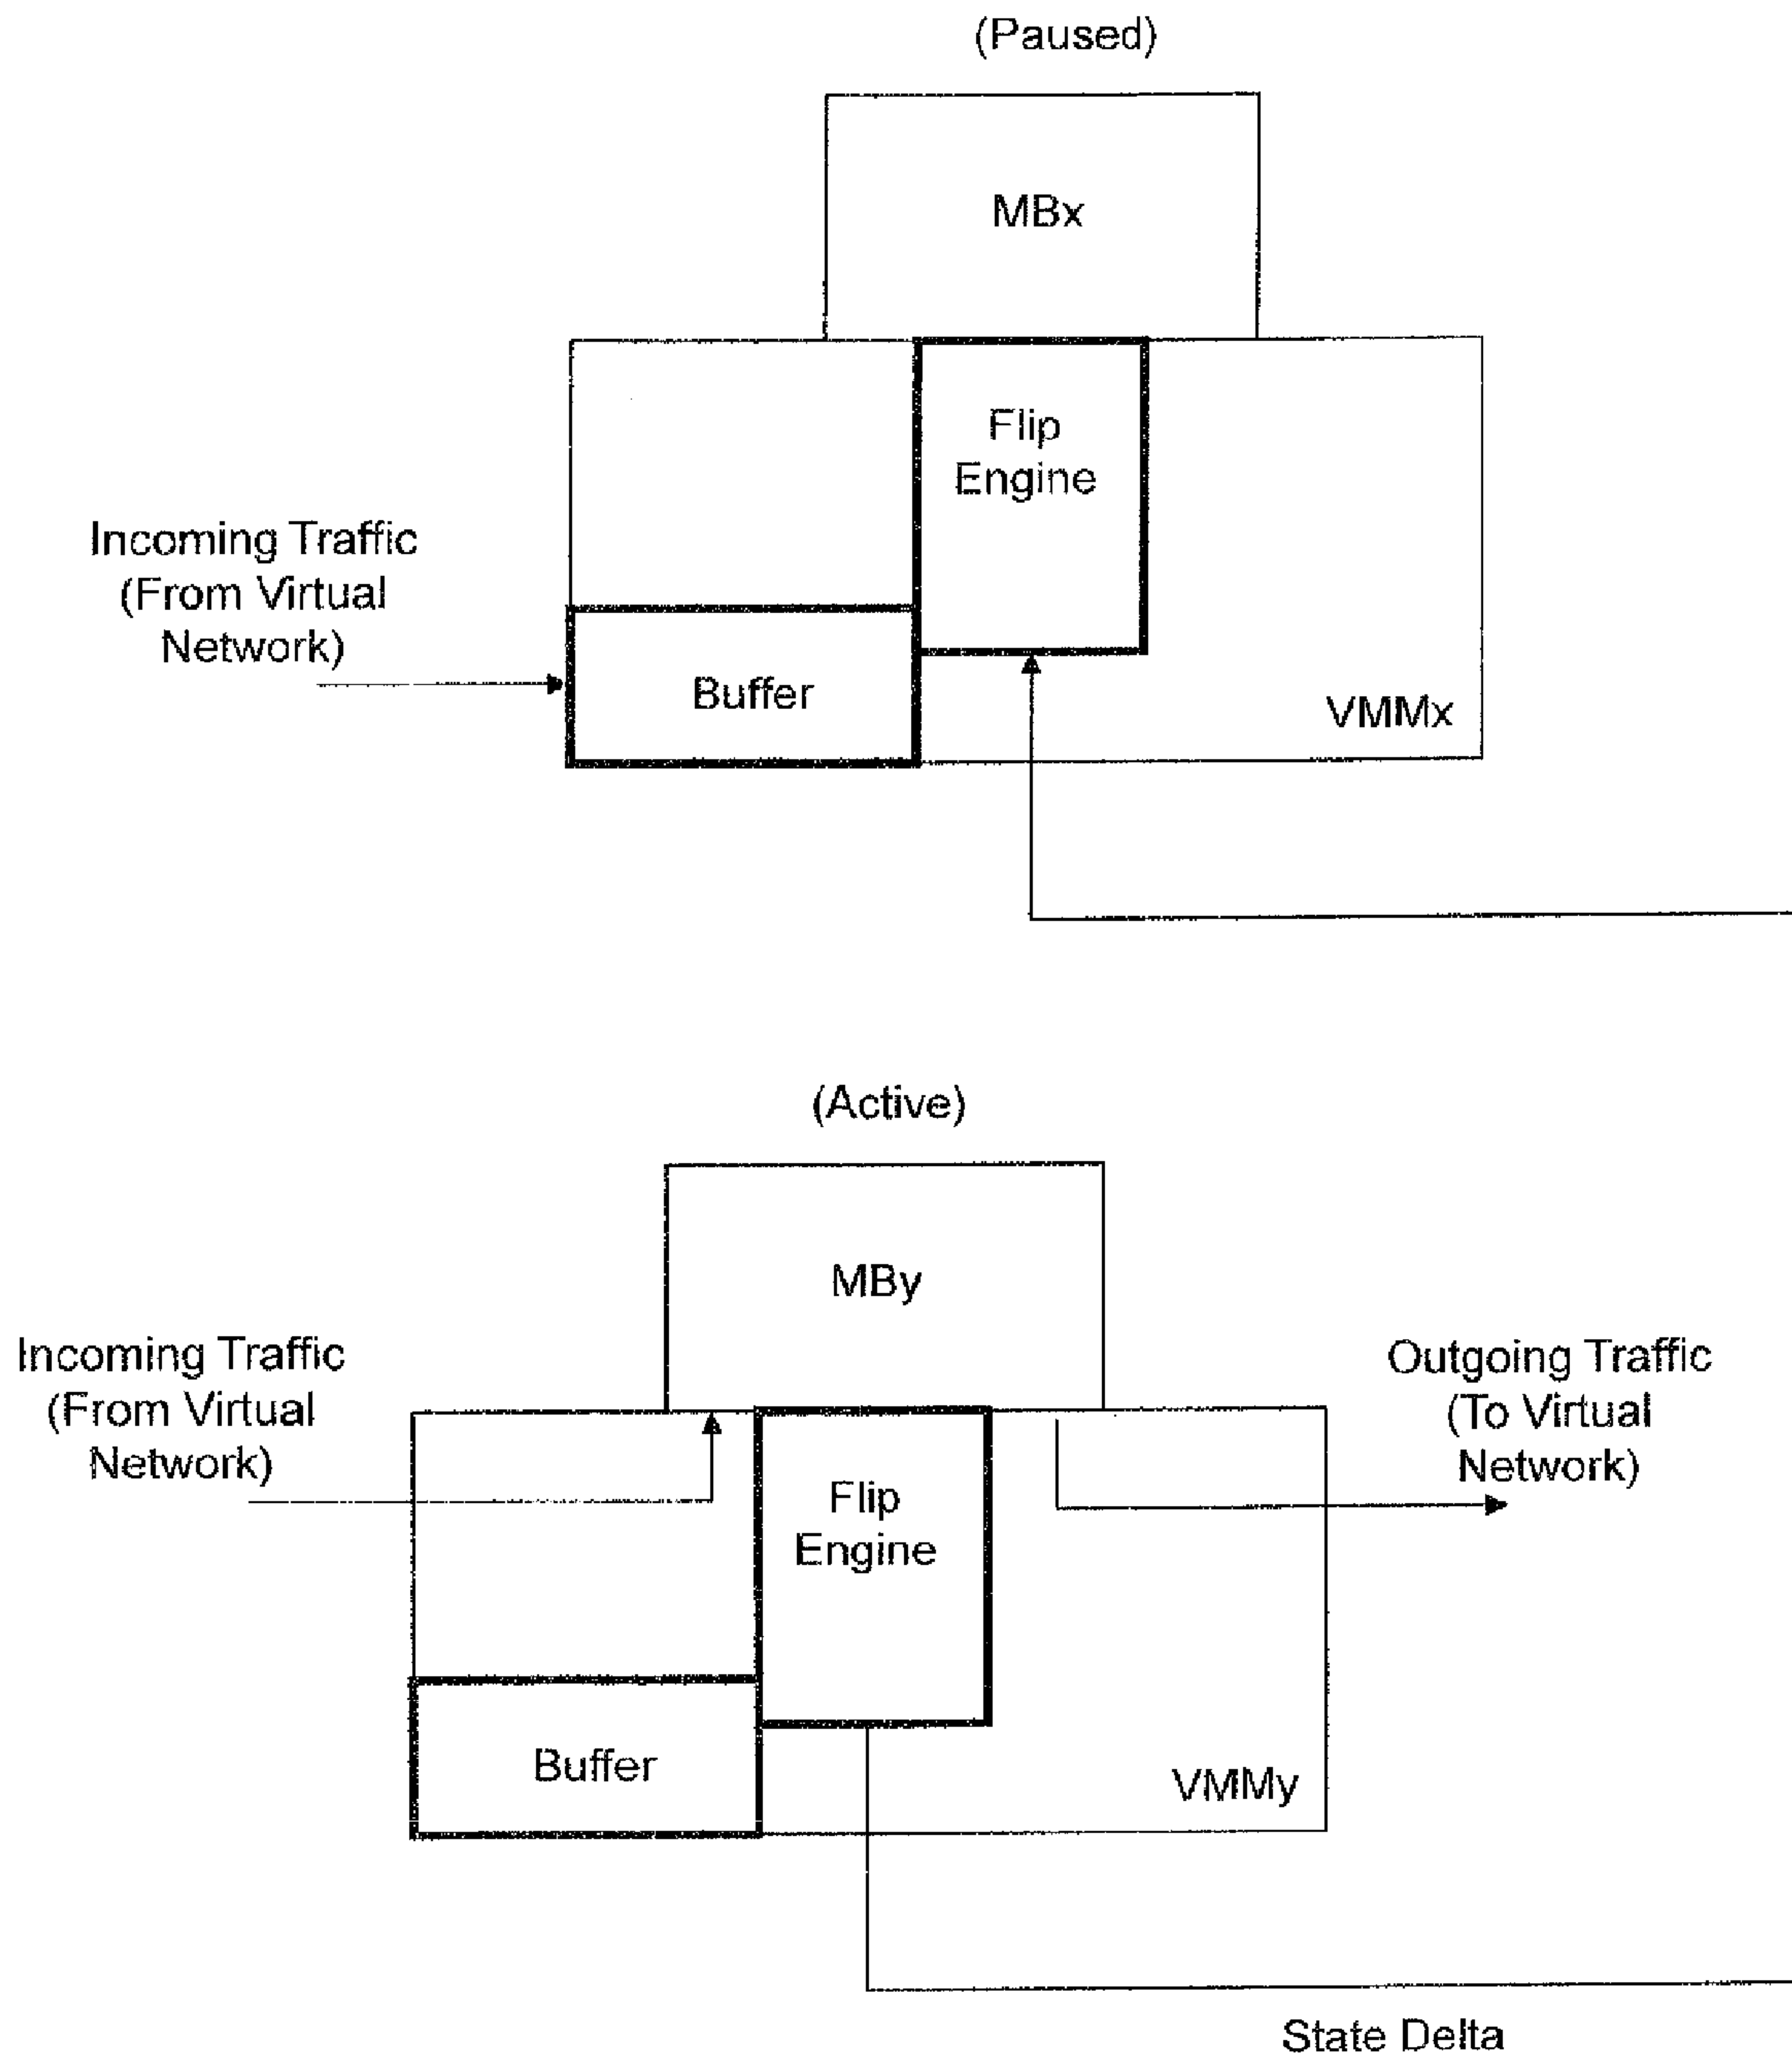 (Paused)
MBx
Flip
Engine
Incoming Traffic
(From Virtual
Network)
Buffer
VMMx
(Active)
MBy
Incoming Traffic
(From Virtual
Network)
Outgoing Traffic
(To Virtual
Network)
Flip
Engine
Buffer
VMMy
State Delta